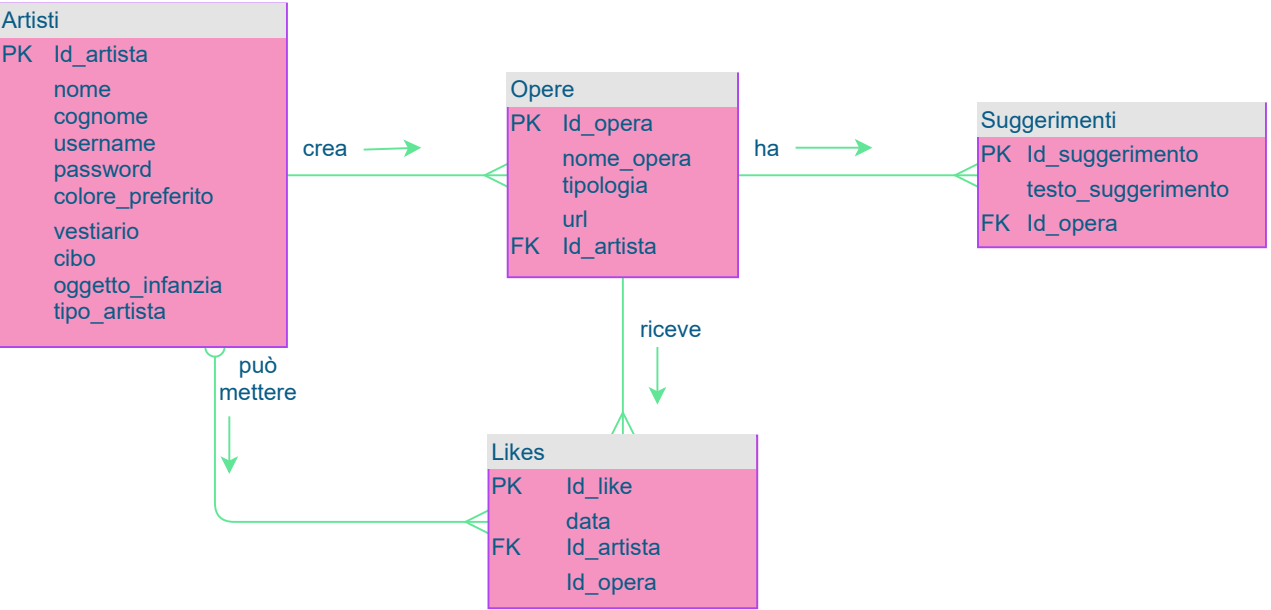 Artisti
PK Id_artista
nome
cognome
username
password
colore_preferito
vestiario
cibo
oggetto_infanzia
tipo_artista
crea
Opere
PK Id_opera
nome_opera
tipologia
url
FK Id_artista
ha
Suggerimenti
PK Id_suggerimento
testo_suggerimento
FK Id_opera
può
mettere
riceve
Likes
PK Id_like
data
FK Id_artista
Id_opera